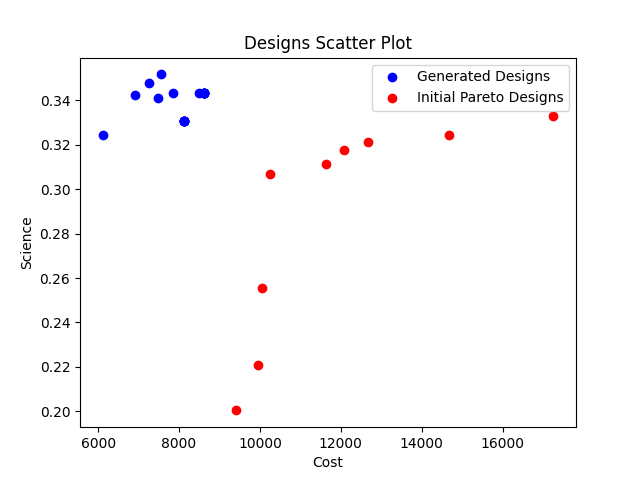 Designs Scatter Plot
Generated Designs
Initial Pareto Designs
0.34
0.32
0.30
0.28
0.26
0.24
0.22
0.20
Science
6000 8000 10000 12000 14000 16000
Cost